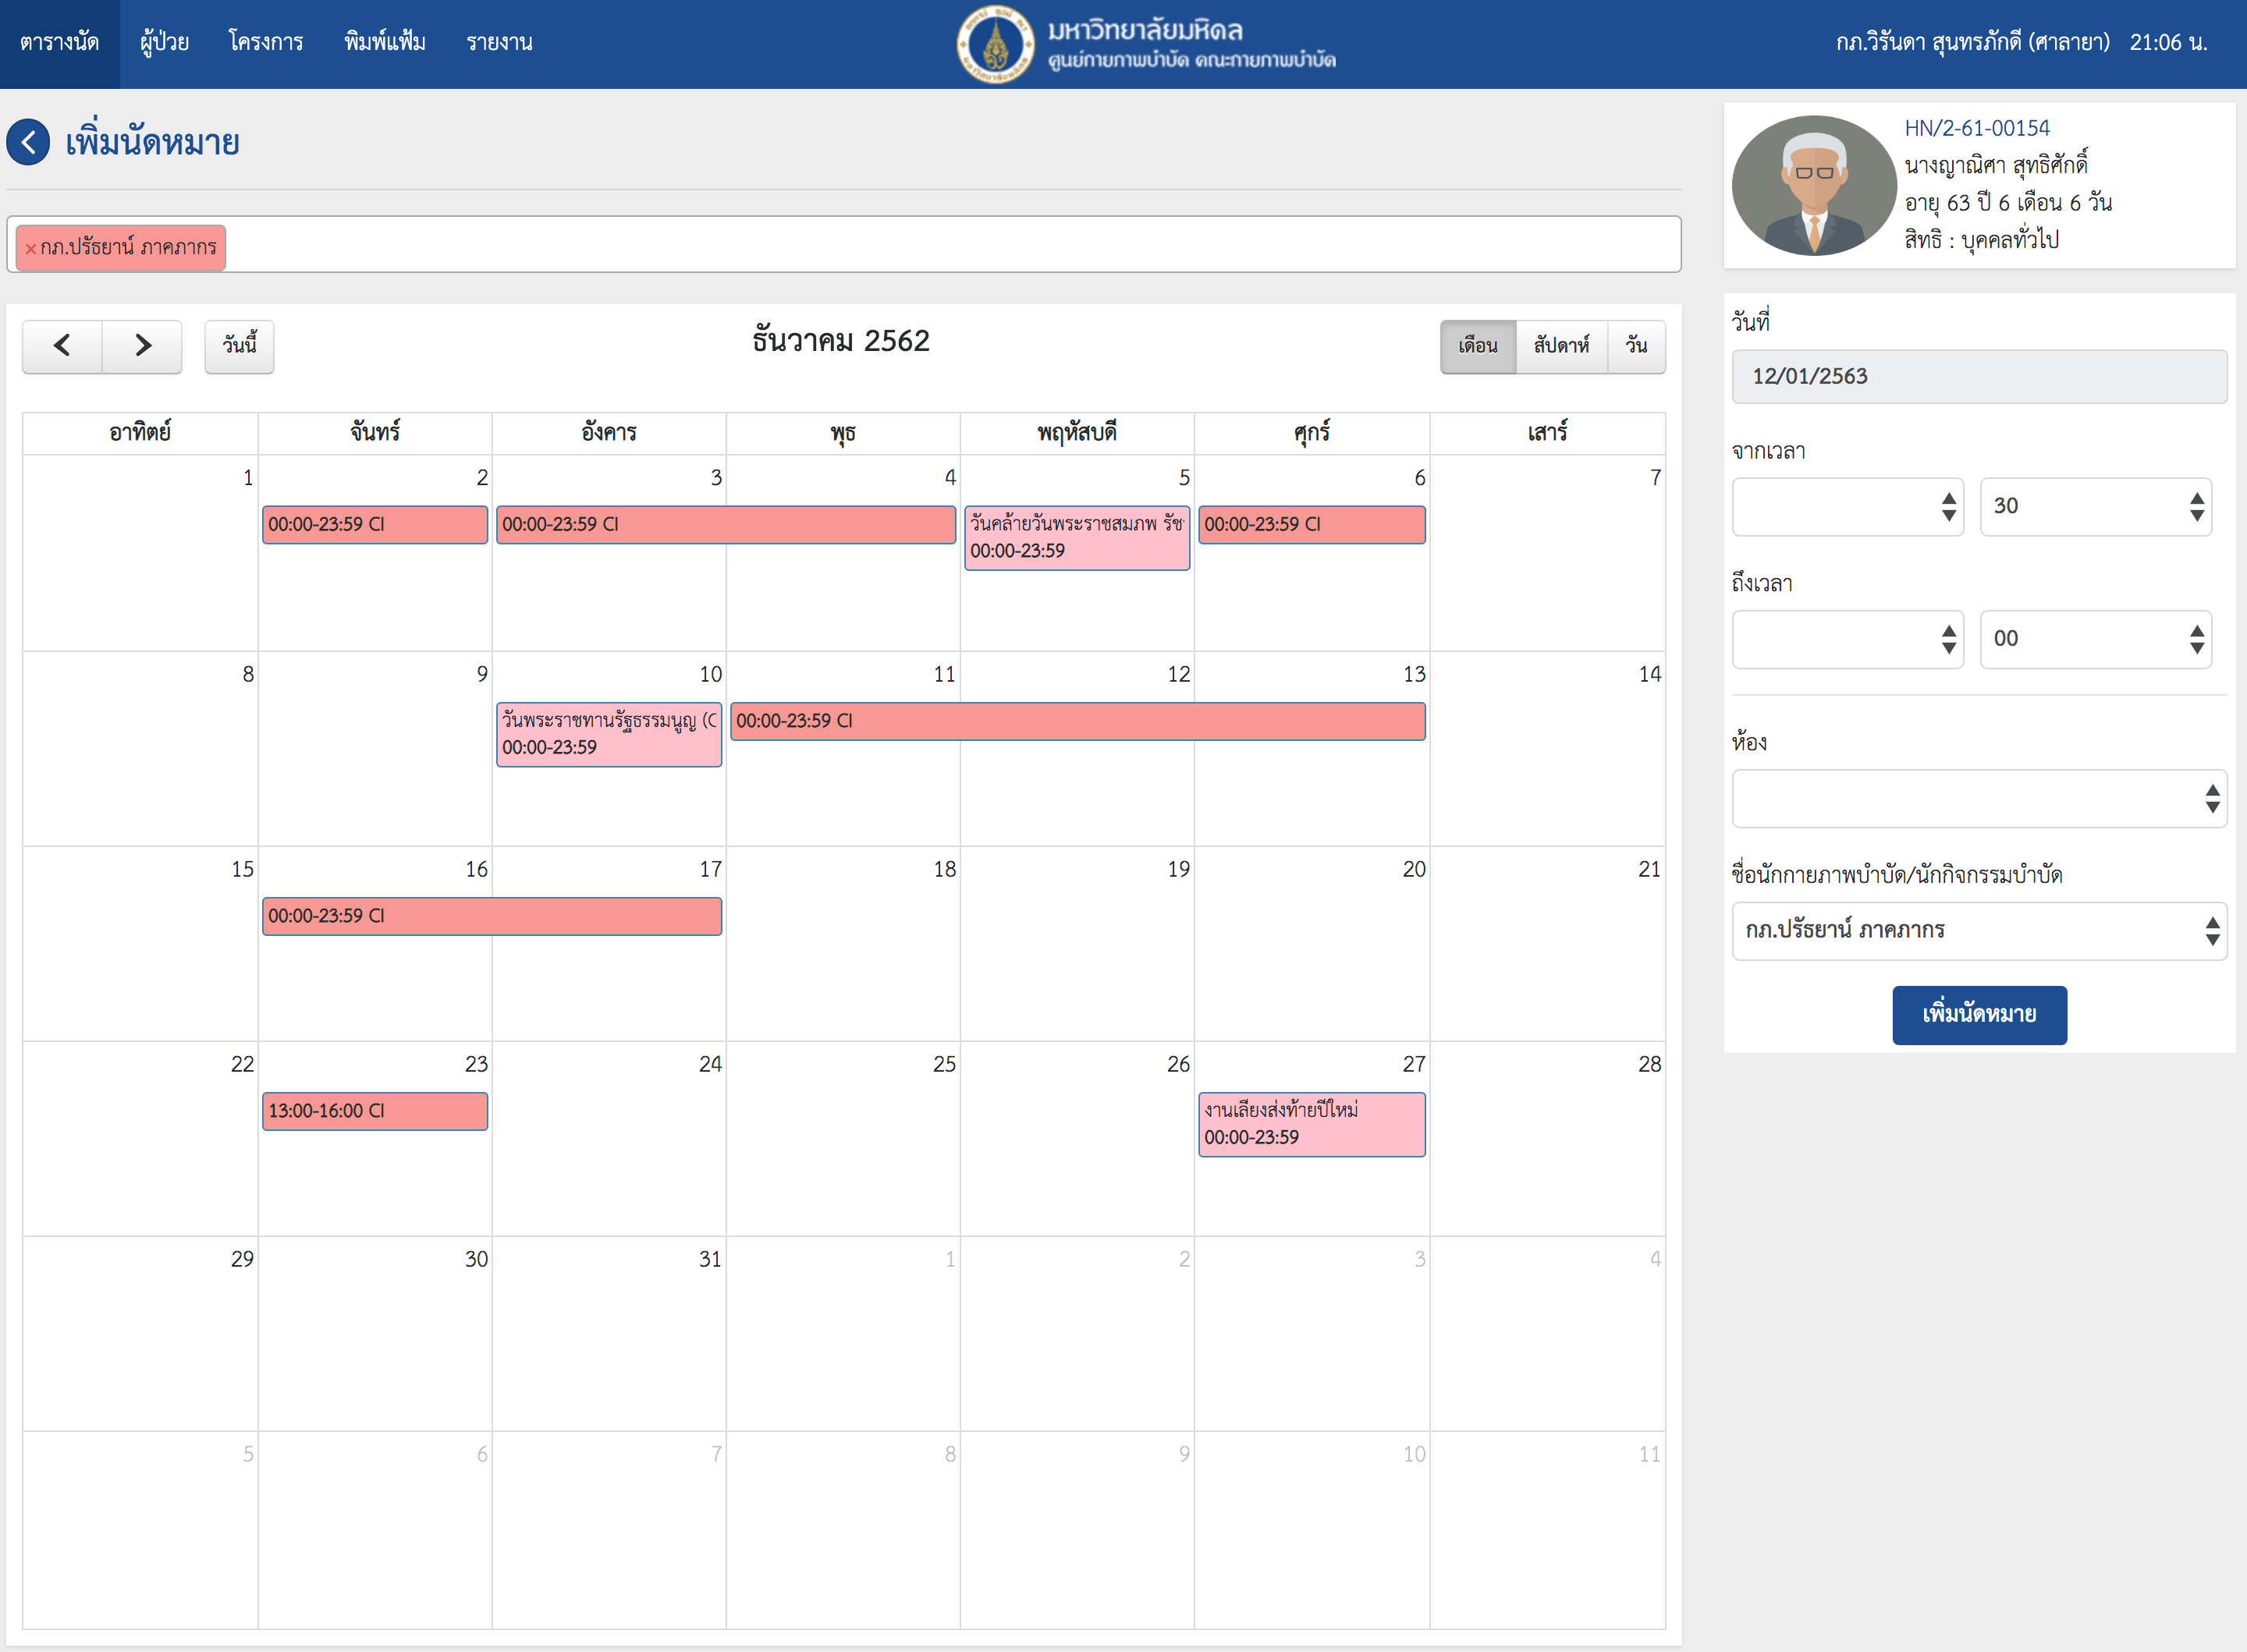 ตารางนัด ผู้ป่วย โครงการ พิมพ์แฟ้ม รายงาน
มหาวิทยาลัยมหิดล
ศูนย์กายภาพบำบัด คณะกายภาพบำบัด
กภ.วิรันดา สุนทรภักดี (ศาลายา) 21:06 น.
เพิ่มนัดหมาย
×กภ.ปรัธยาน์ ภาคภากร
วันนี้
ธันวาคม 2562
เดือน สัปดาห์ วัน
อาทิตย์ จันทร์ อังคาร พุธ พฤหัสบดี ศุกร์ เสาร์
1 2 3 4 5 6 7
00:00-23:59 CI
00:00-23:59 CI
วันคล้ายวันพระราชสมภพ รัช
00:00-23:59
00:00-23:59 CI
8 9 10 11 12 13 14
วันพระราชทานรัฐธรรมนูญ (C
00:00-23:59
00:00-23:59 CI
15 16 17 18 19 20 21
00:00-23:59 CI
22 23 24 25 26 27 28
13:00-16:00 CI
งานเลี้ยงส่งท้ายปีใหม่
00:00-23:59
29 30 31 1 2 3 4
5 6 7 8 9 10 11
HN/2-61-00154
นางญาณิศา สุทธิศักดิ์
อายุ 63 ปี 6 เดือน 6 วัน
สิทธิ : บุคคลทั่วไป
วันที่
12/01/2563
จากเวลา
30
ถึงเวลา
00
ห้อง
ชื่อนักกายภาพบำบัด/นักกิจกรรมบำบัด
กภ.ปรัธยาน์ ภาคภากร
เพิ่มนัดหมาย